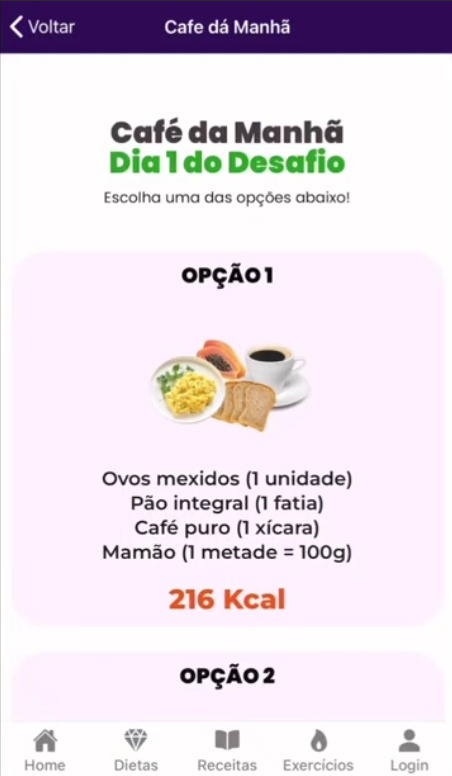 Voltar
Cafe dá Manhã
Café da Manhã
Dia 1 do Desafio
Escolha uma das opções abaixo!
OPÇÃO 1
Ovos mexidos (1 unidade)
Pão integral (1 fatia)
Café puro (1 xícara)
Mamão (1 metade = 100g)
216 Kcal
OPÇÃO 2
Home
Dietas
Receitas
Exercícios
Login